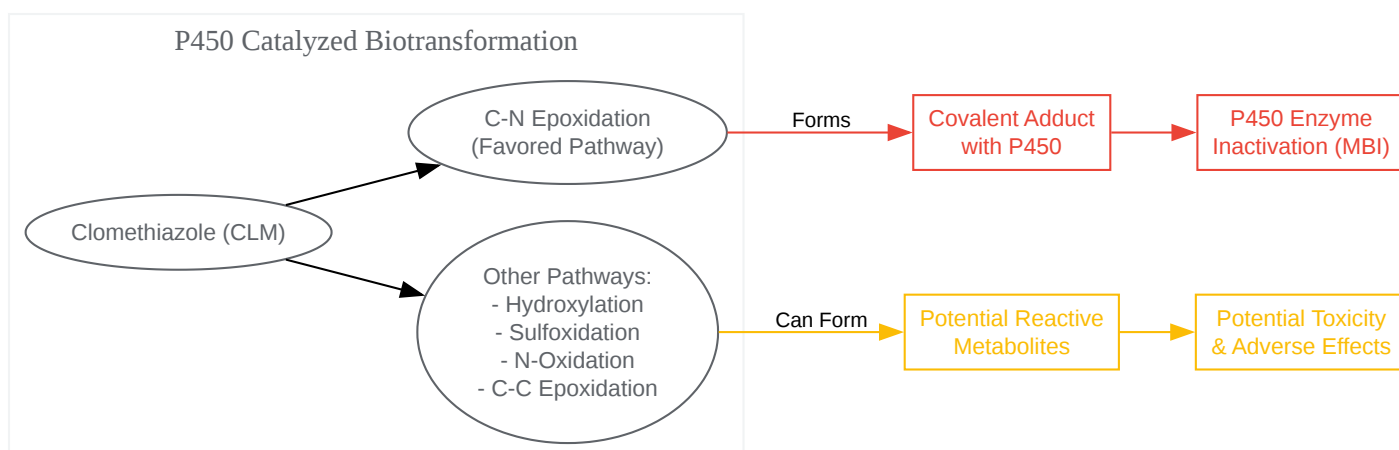 P450 Catalyzed Biotransformation
Clomethiazole (CLM)
C-N Epoxidation
(Favored Pathway)
Forms
Covalent Adduct
with P450
P450 Enzyme
Inactivation (MBI)
Other Pathways:
- Hydroxylation
- Sulfoxidation
- N-Oxidation
- C-C Epoxidation
Can Form
Potential Reactive
Metabolites
Potential Toxicity
& Adverse Effects